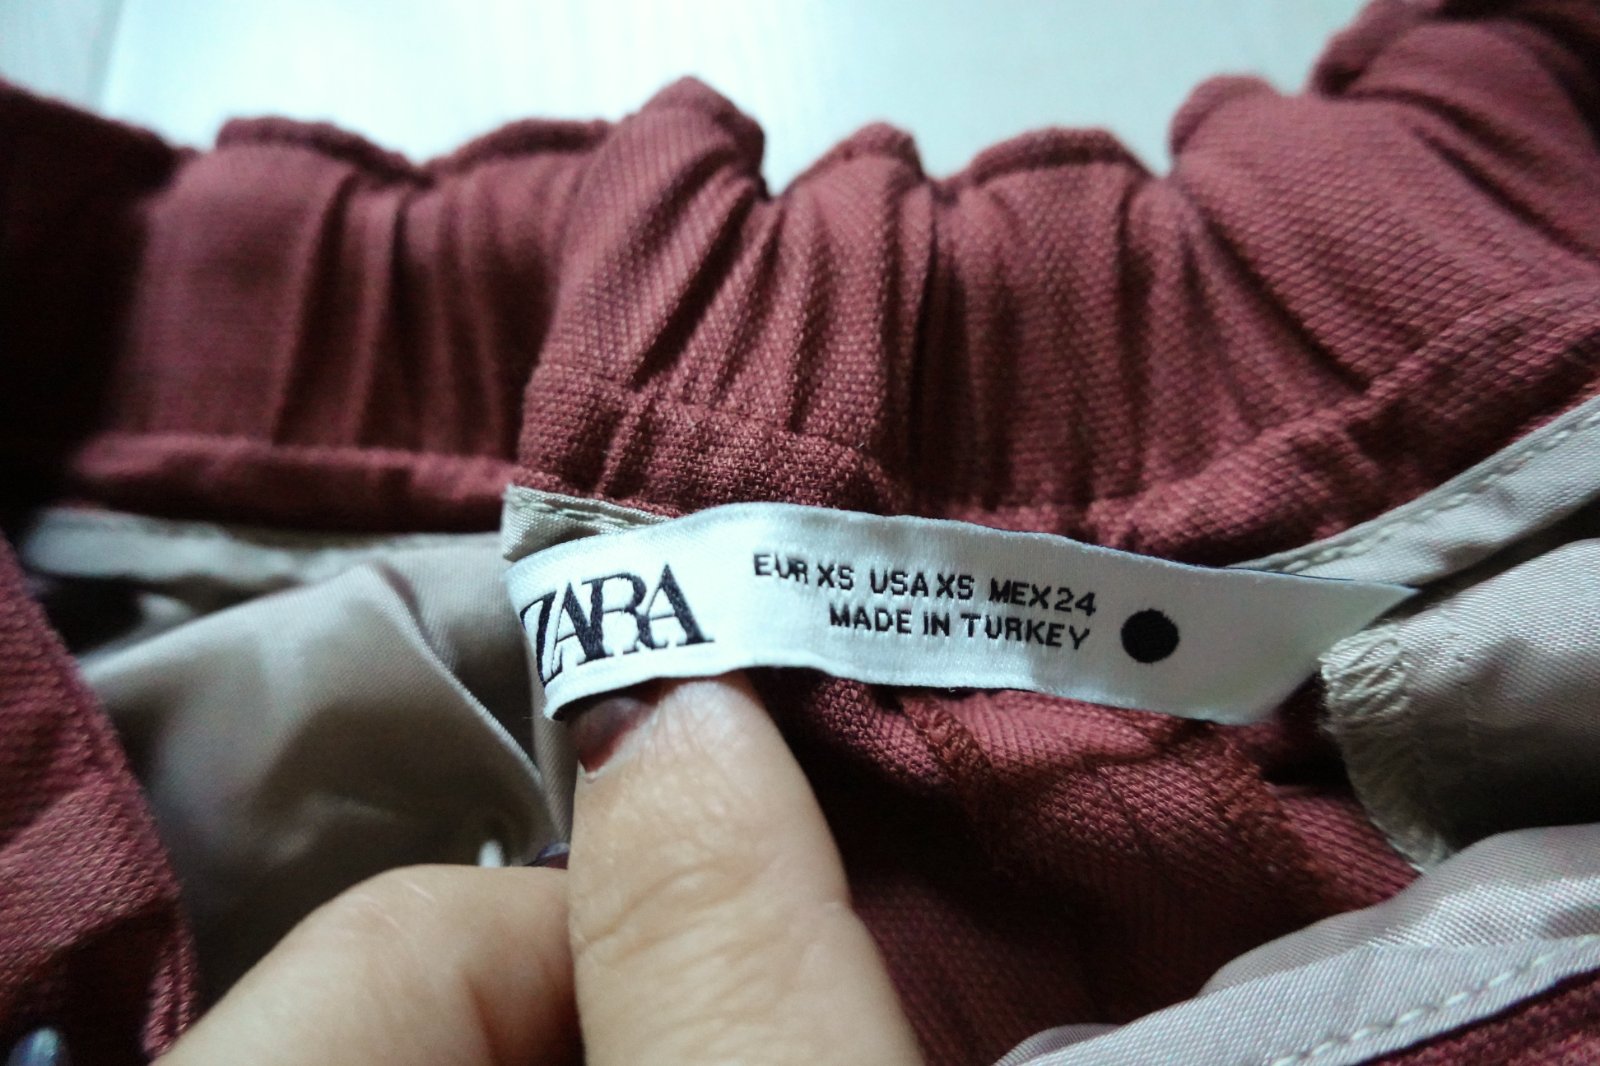 ZARA
EUR XS USA XS MEX 24
MADE IN TURKEY